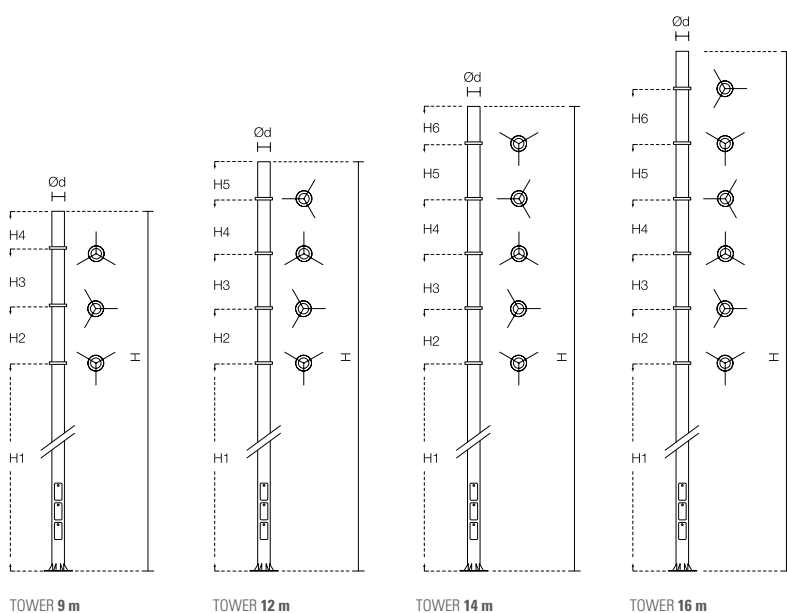 Ød
H4
H3
H2
H1
H
TOWER 9 m
Ød
H5
H4
H3
H2
H1
H
TOWER 12 m
Ød
H6
H5
H4
H3
H2
H1
H
TOWER 14 m
Ød
H6
H5
H4
H3
H2
H1
H
TOWER 16 m